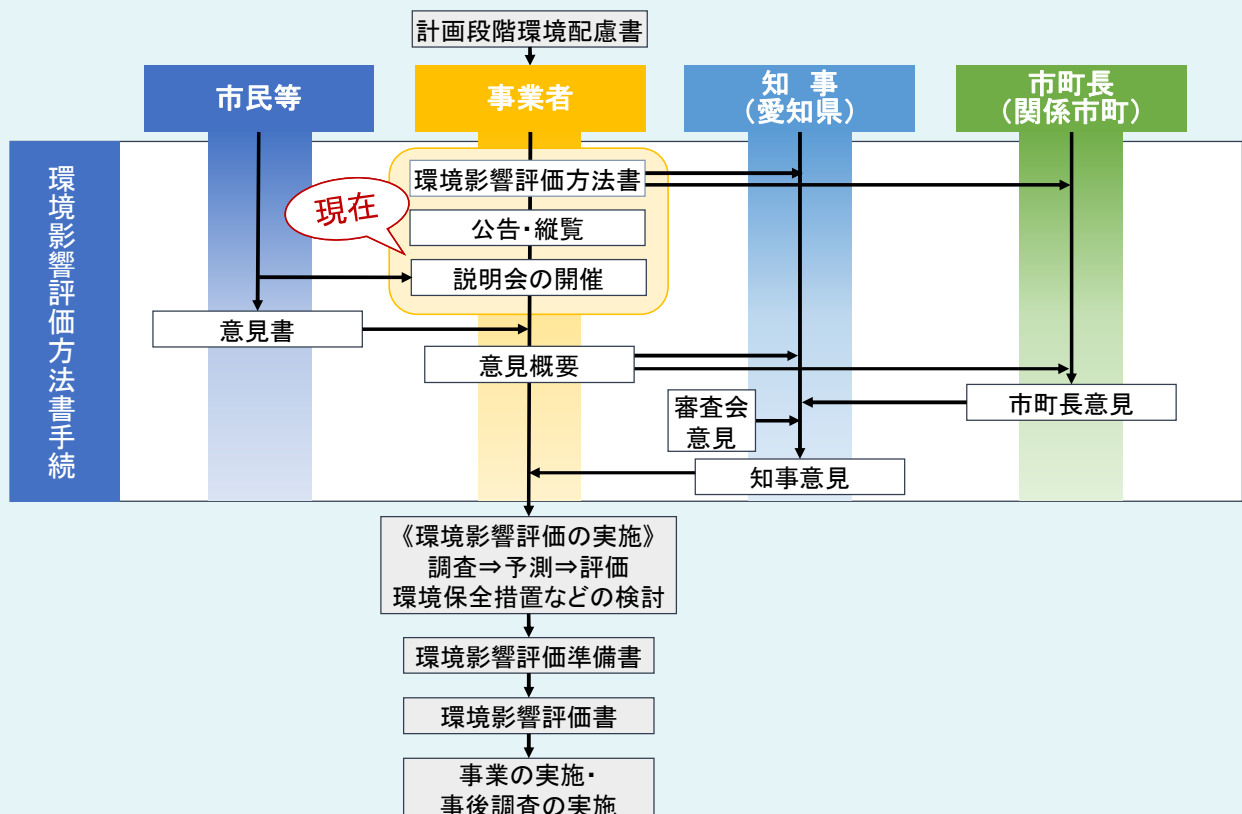 計画段階環境配慮書
市民等
事業者
知 事
（愛知県）
市町長
（関係市町）
環境影響評価方法書手続
環境影響評価方法書
現在
公告・縦覧
説明会の開催
意見書
意見概要
審査会
意見
市町長意見
知事意見
《環境影響評価の実施》
調査⇒予測⇒評価
環境保全措置などの検討
環境影響評価準備書
環境影響評価書
事業の実施・
事後調査の実施